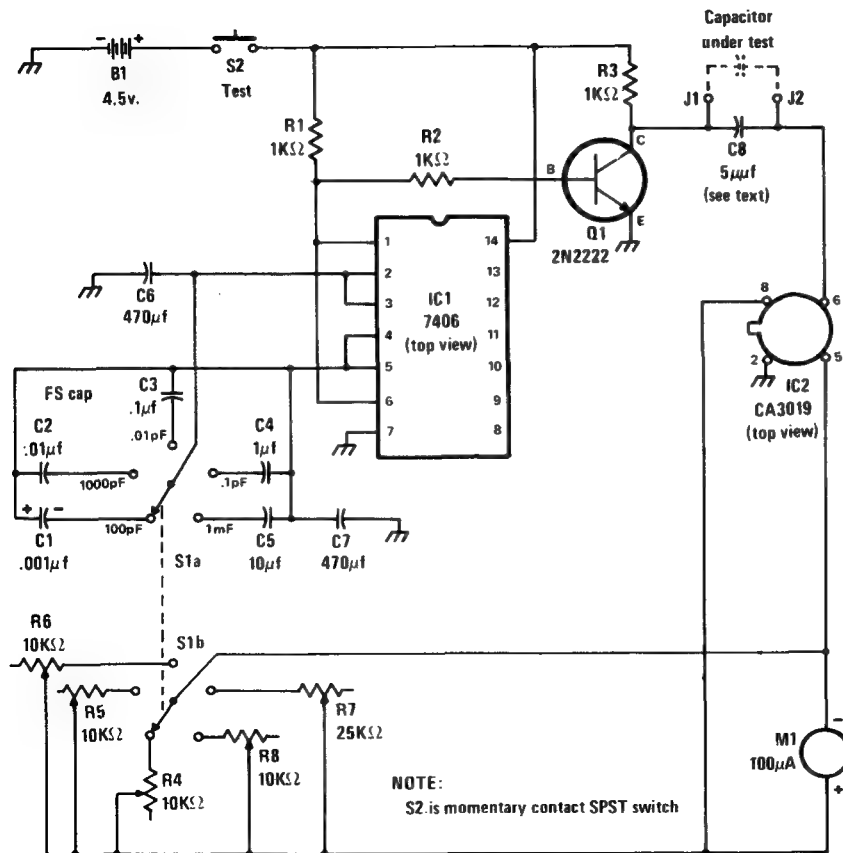 Capacitor
under test
- +
B1
4.5v.
S2
Test
R3
1KΩ
J1
J2
R1
1KΩ
R2
1KΩ
B
C
E
C8
5μμf
(see text)
Q1
2N2222
1
2
3
4
5
6
7
14
13
12
11
10
9
8
IC1
7406
(top view)
C6
470μf
8
6
2
5
IC2
CA3019
(top view)
FS cap
C3
.1μf
.01pF
C2
.01μf
1000pF
C4
1μf
.1pF
+ -
100pF
C1
.001μf
1mF
C5
10μf
C7
470μf
S1a
S1b
R6
10KΩ
R5
10KΩ
R7
25KΩ
R8
10KΩ
R4
10KΩ
-
M1
100μA
+
NOTE:
S2 is momentary contact SPST switch